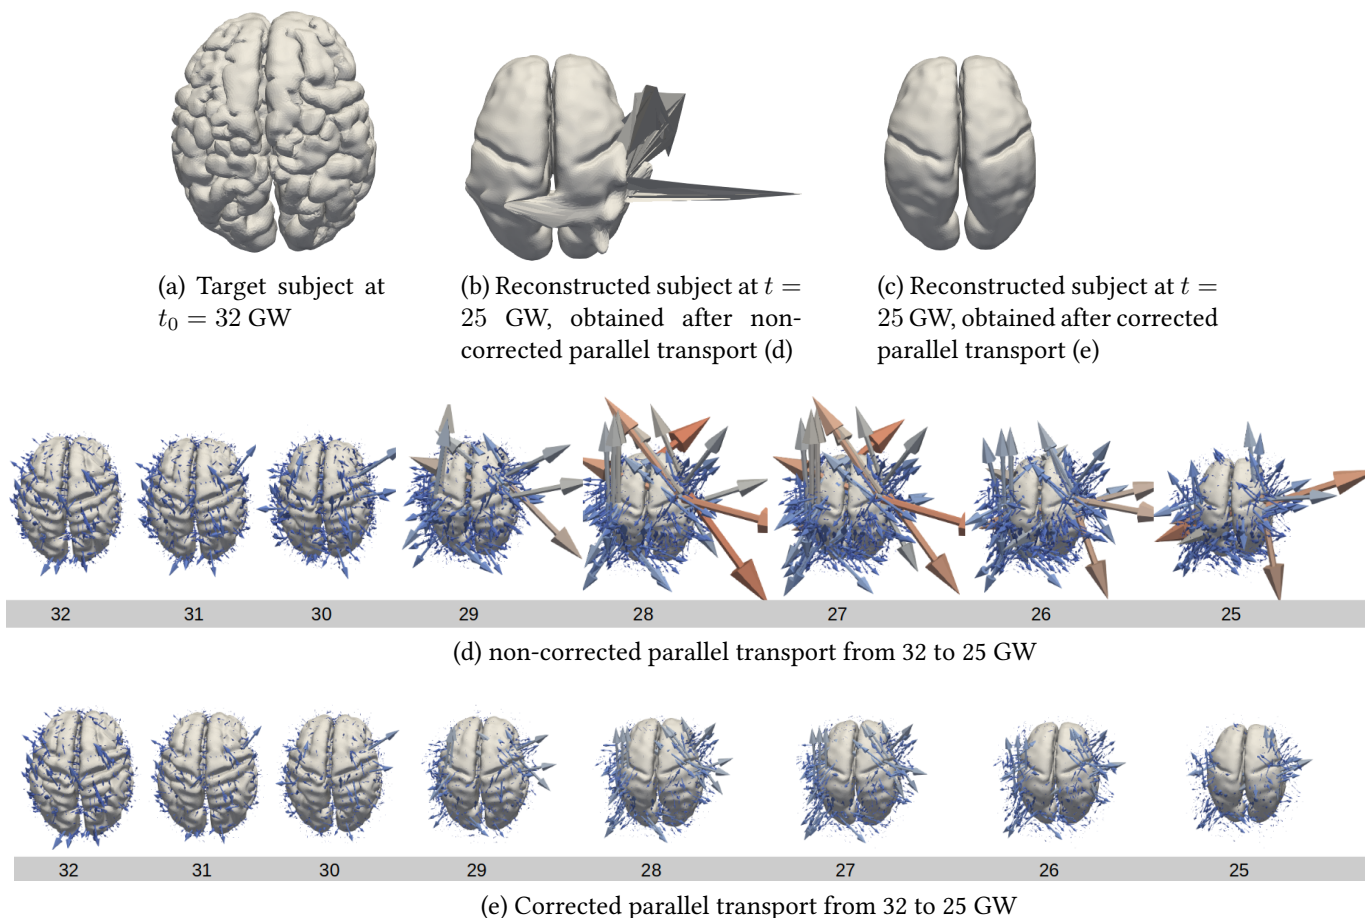 (a) Target subject at
t₀ = 32 GW
(b) Reconstructed subject at t =
25 GW, obtained after non-
corrected parallel transport (d)
(c) Reconstructed subject at t =
25 GW, obtained after corrected
parallel transport (e)
32 31 30 29 28 27 26 25
(d) non-corrected parallel transport from 32 to 25 GW
32 31 30 29 28 27 26 25
(e) Corrected parallel transport from 32 to 25 GW